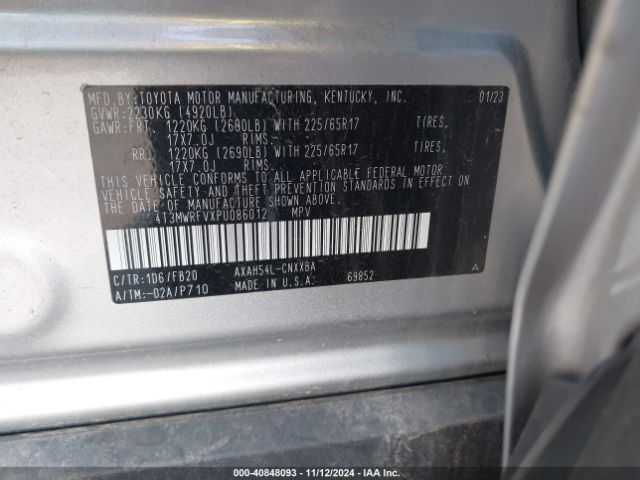 MFD.BY:TOYOTA MOTOR MANUFACTURING, KENTUCKY, INC. 01/23
GVWR:2230KG (4920LB)
GAWR:FRT. 1220KG (2690LB) WITH 225/65R17 TIRES,
17X7.0J RIMS
RR. 1220KG (2690LB) WITH 225/65R17 TIRES,
17X7.0J RIMS
THIS VEHICLE CONFORMS TO ALL APPLICABLE FEDERAL MOTOR
VEHICLE SAFETY AND THEFT PREVENTION STANDARDS IN
EFFECT ON THE DATE OF MANUFACTURE SHOWN ABOVE.
4T3MWRFVXPU086012 MPV
C/TR:1D6/FB20 AXAH54L-CNXXBA A
A/TM:-02A/P710 MADE IN U.S.A. 69852
000-40848093 - 11/12/2024 - IAA Inc.